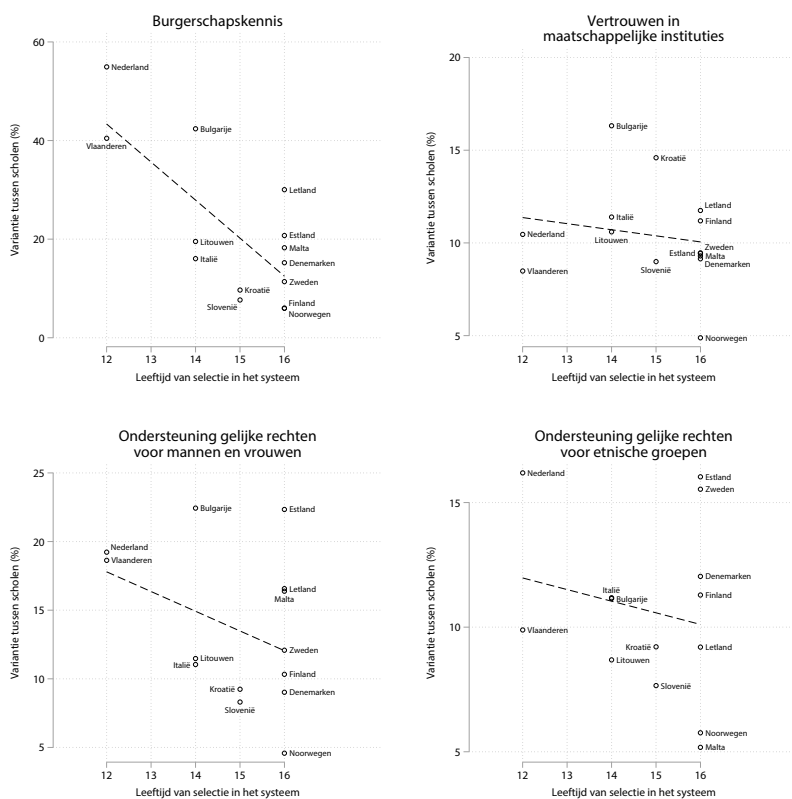 Burgerschapskennis
60
40
20
0
Variantie tussen scholen (%)
Nederland
Vlaanderen
Bulgarije
Letland
Litouwen
Italië
Estland
Malta
Denemarken
Zweden
Kroatië
Slovenië
Finland
Noorwegen
12 13 14 15 16
Leeftijd van selectie in het systeem
Vertrouwen in
maatschappelijke instituties
20
15
10
5
Variantie tussen scholen (%)
Bulgarije
Kroatië
Letland
Italië
Finland
Nederland
Litouwen
Zweden
Estland
Malta
Denemarken
Vlaanderen
Slovenië
Noorwegen
12 13 14 15 16
Leeftijd van selectie in het systeem
Ondersteuning gelijke rechten
voor mannen en vrouwen
25
20
15
10
5
Variantie tussen scholen (%)
Bulgarije
Estland
Nederland
Vlaanderen
Letland
Malta
Zweden
Litouwen
Italië
Finland
Kroatië
Denemarken
Slovenië
Noorwegen
12 13 14 15 16
Leeftijd van selectie in het systeem
Ondersteuning gelijke rechten
voor etnische groepen
15
10
5
Variantie tussen scholen (%)
Nederland
Estland
Zweden
Denemarken
Italië
Bulgarije
Finland
Vlaanderen
Kroatië
Letland
Litouwen
Slovenië
Noorwegen
Malta
12 13 14 15 16
Leeftijd van selectie in het systeem